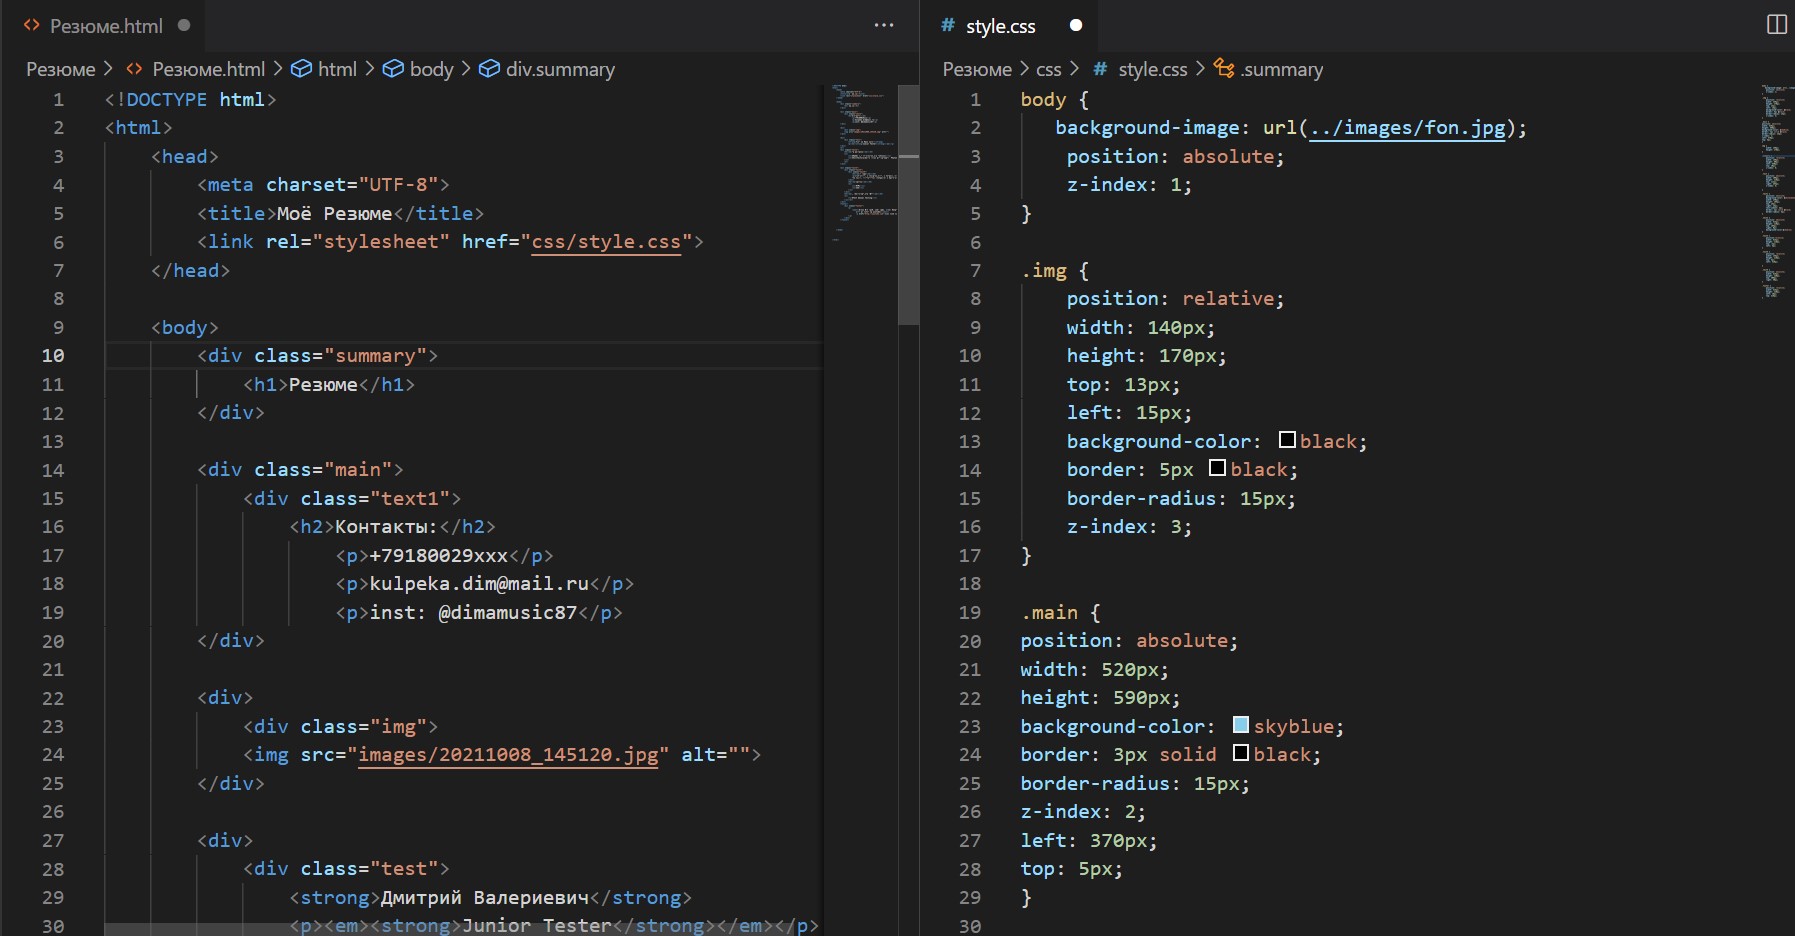 Резюме.html
Резюме > Резюме.html > html > body > div.summary
1 <!DOCTYPE html>
2 <html>
3 <head>
4 <meta charset="UTF-8">
5 <title>Моё Резюме</title>
6 <link rel="stylesheet" href="css/style.css">
7 </head>
8
9 <body>
10 <div class="summary">
11 <h1>Резюме</h1>
12 </div>
13
14 <div class="main">
15 <div class="text1">
16 <h2>Контакты:</h2>
17 <p>+79180029xxx</p>
18 <p>kulpeka.dim@mail.ru</p>
19 <p>inst: @dimamusic87</p>
20 </div>
21
22 <div>
23 <div class="img">
24 <img src="images/20211008_145120.jpg" alt="">
25 </div>
26
27 <div>
28 <div class="test">
29 <strong>Дмитрий Валериевич</strong>
30 <p><em><strong>Junior Tester</strong></em></p>
# style.css
Резюме > css > # style.css > .summary
1 body {
2 background-image: url(../images/fon.jpg);
3 position: absolute;
4 z-index: 1;
5 }
6
7 .img {
8 position: relative;
9 width: 140px;
10 height: 170px;
11 top: 13px;
12 left: 15px;
13 background-color: black;
14 border: 5px black;
15 border-radius: 15px;
16 z-index: 3;
17 }
18
19 .main {
20 position: absolute;
21 width: 520px;
22 height: 590px;
23 background-color: skyblue;
24 border: 3px solid black;
25 border-radius: 15px;
26 z-index: 2;
27 left: 370px;
28 top: 5px;
29 }
30